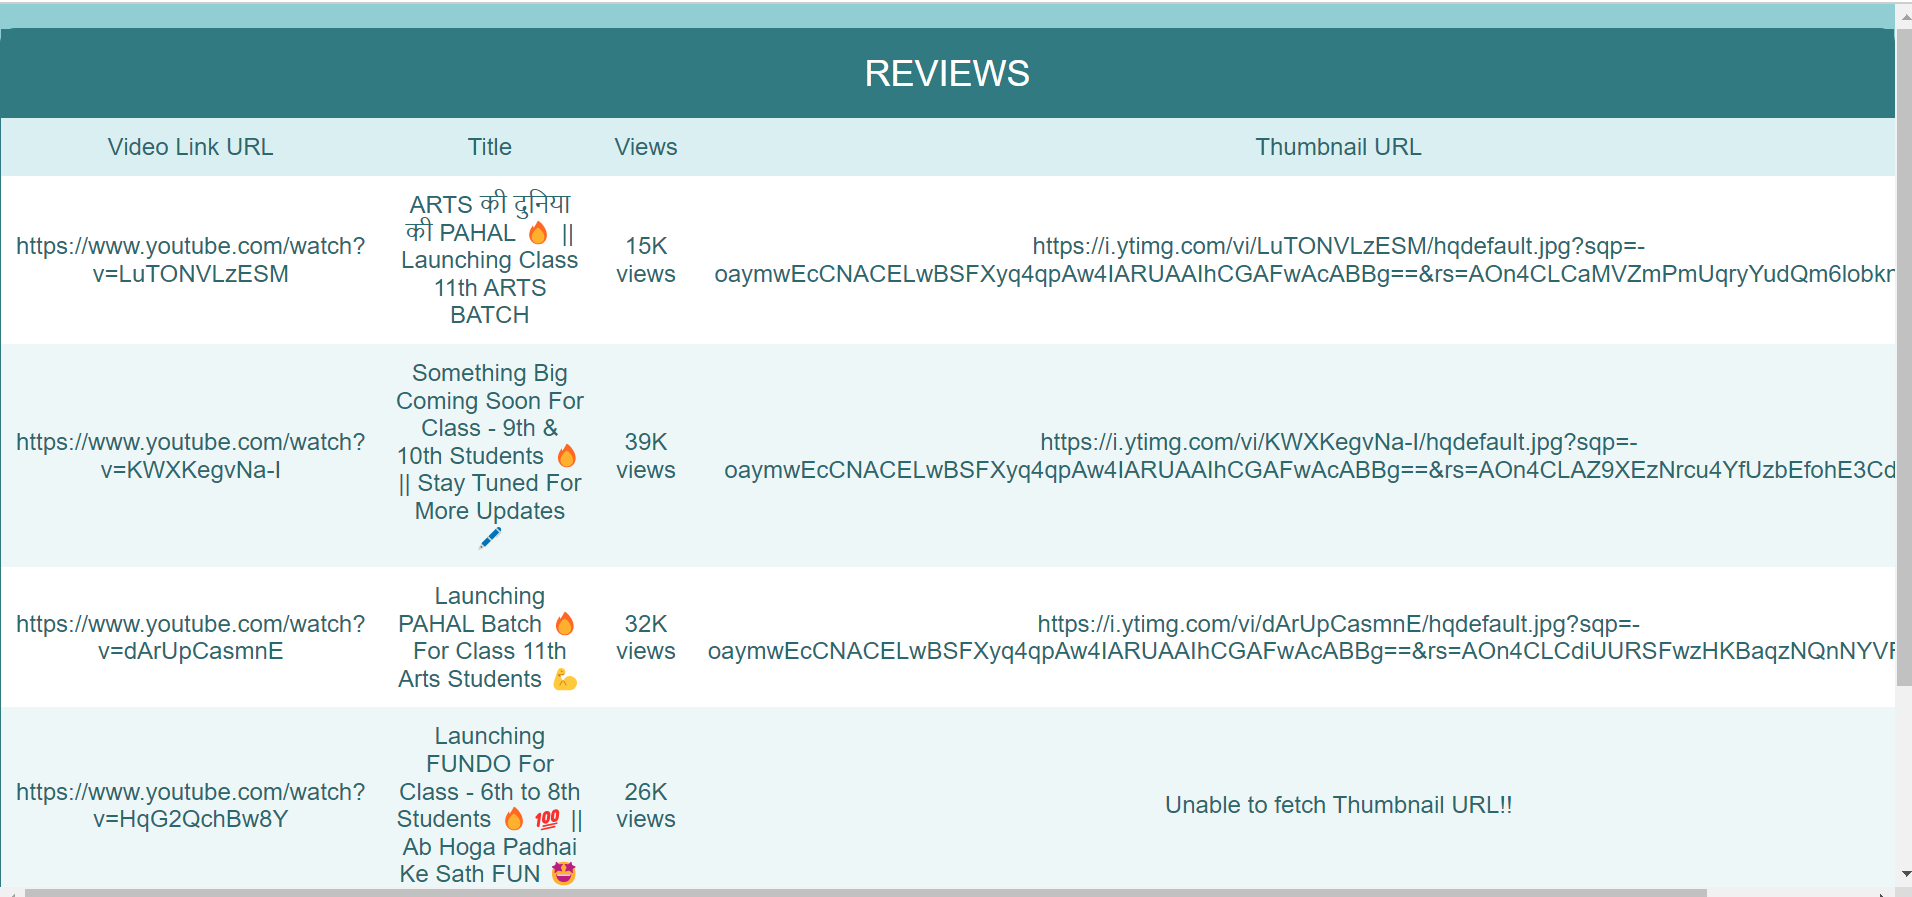 REVIEWS
Video Link URL Title Views Thumbnail URL
https://www.youtube.com/watch?
v=LuTONVLzESM
ARTS की दुनिया
की PAHAL 🔥 ||
Launching Class
11th ARTS
BATCH
15K
views
https://i.ytimg.com/vi/LuTONVLzESM/hqdefault.jpg?sqp=-
oaymwEcCNACELwBSFXyq4qpAw4IARUAAIhCGAFwAcABBg==&rs=AOn4CLCaMVZmPmUqryYudQm6lobkr
https://www.youtube.com/watch?
v=KWXKegvNa-I
Something Big
Coming Soon For
Class - 9th &
10th Students 🔥
|| Stay Tuned For
More Updates
🖊️
39K
views
https://i.ytimg.com/vi/KWXKegvNa-I/hqdefault.jpg?sqp=-
oaymwEcCNACELwBSFXyq4qpAw4IARUAAIhCGAFwAcABBg==&rs=AOn4CLAZ9XEzNrcu4YfUzbEfohE3Cd
https://www.youtube.com/watch?
v=dArUpCasmnE
Launching
PAHAL Batch 🔥
For Class 11th
Arts Students 💪
32K
views
https://i.ytimg.com/vi/dArUpCasmnE/hqdefault.jpg?sqp=-
oaymwEcCNACELwBSFXyq4qpAw4IARUAAIhCGAFwAcABBg==&rs=AOn4CLCdiUURSFwzHKBaqzNQnNYVF
https://www.youtube.com/watch?
v=HqG2QchBw8Y
Launching
FUNDO For
Class - 6th to 8th
Students 🔥 💯 ||
Ab Hoga Padhai
Ke Sath FUN 🤩
26K
views
Unable to fetch Thumbnail URL!!